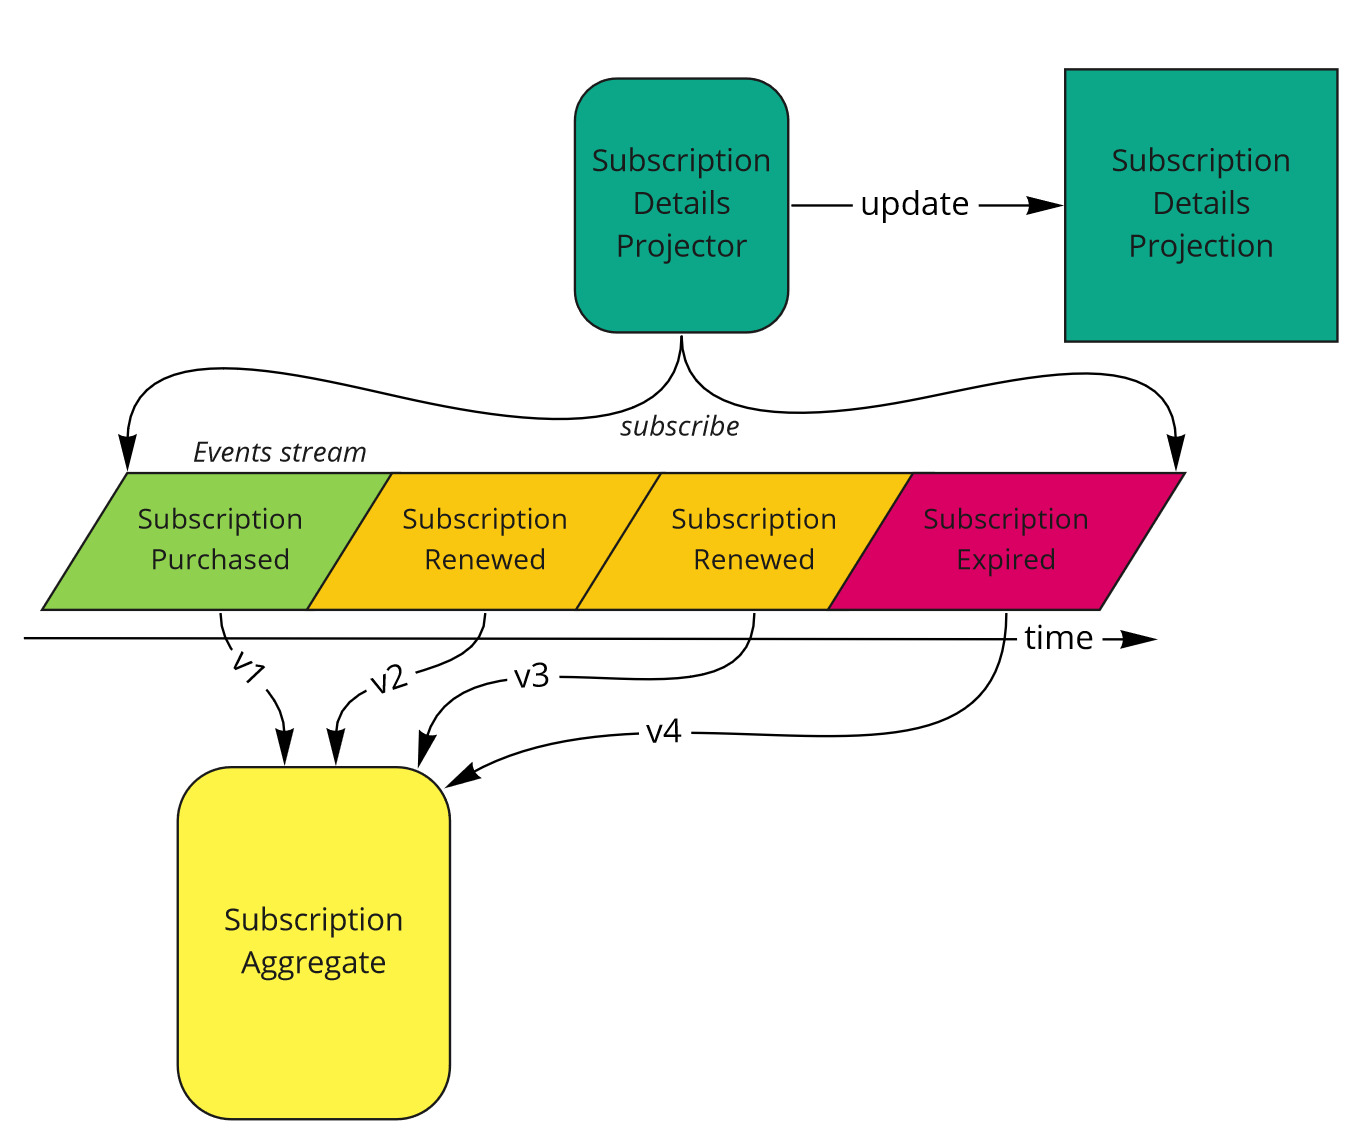 Subscription
Details
Projector
update
Subscription
Details
Projection
subscribe
Events stream
Subscription
Purchased
Subscription
Renewed
Subscription
Renewed
Subscription
Expired
time
v1
v2
v3
v4
Subscription
Aggregate